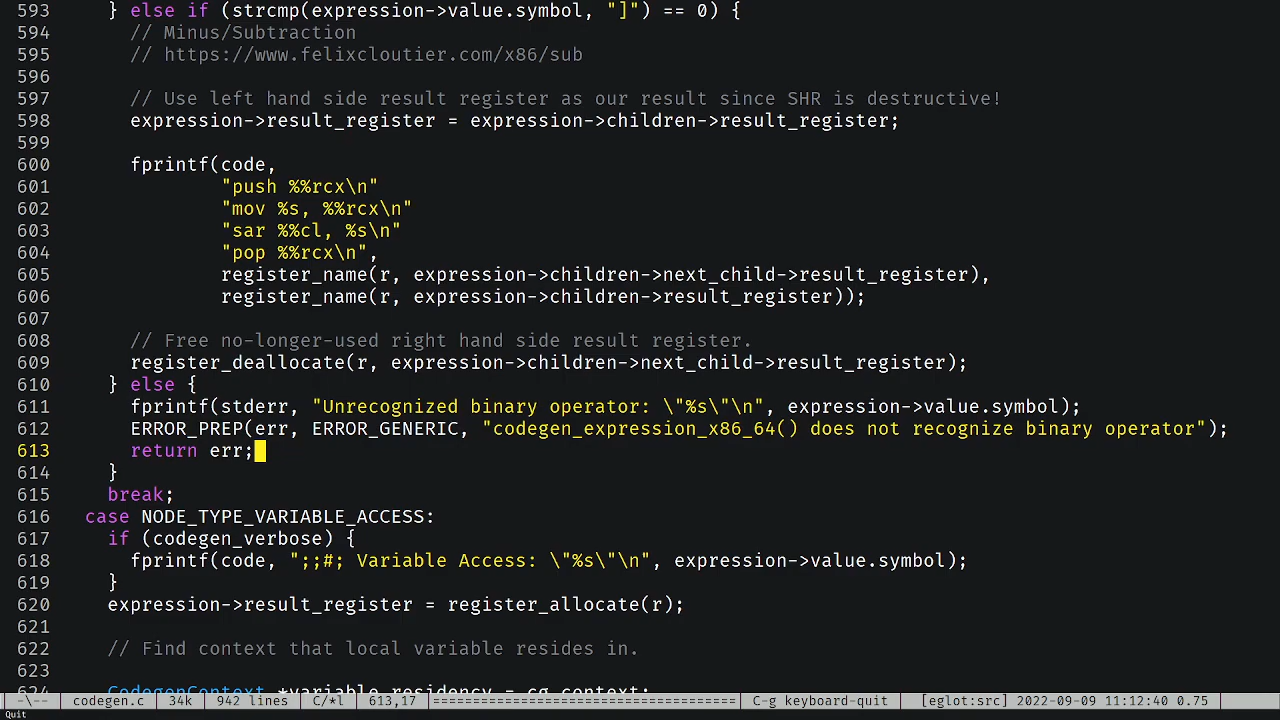 593     } else if (strcmp(expression->value.symbol, "]") == 0) {
594       // Minus/Subtraction
595       // https://www.felixcloutier.com/x86/sub
596
597       // Use left hand side result register as our result since SHR is destructive!
598       expression->result_register = expression->children->result_register;
599
600       fprintf(code,
601               "push %%rcx\n"
602               "mov %s, %%rcx\n"
603               "sar %%cl, %s\n"
604               "pop %%rcx\n",
605               register_name(r, expression->children->next_child->result_register),
606               register_name(r, expression->children->result_register));
607
608       // Free no-longer-used right hand side result register.
609       register_deallocate(r, expression->children->next_child->result_register);
610     } else {
611       fprintf(stderr, "Unrecognized binary operator: \"%s\"\n", expression->value.symbol);
612       ERROR_PREP(err, ERROR_GENERIC, "codegen_expression_x86_64() does not recognize binary operator");
613       return err;
614     }
615     break;
616   case NODE_TYPE_VARIABLE_ACCESS:
617     if (codegen_verbose) {
618       fprintf(code, ";;#; Variable Access: \"%s\"\n", expression->value.symbol);
619     }
620     expression->result_register = register_allocate(r);
621
622     // Find context that local variable resides in.
623
624     CodegenContext *variable_residency = cg_context;
-\-- codegen.c 34k 942 lines C/*l 613,17 C-g keyboard-quit [eglot:src] 2022-09-09 11:12:40 0.75
Quit